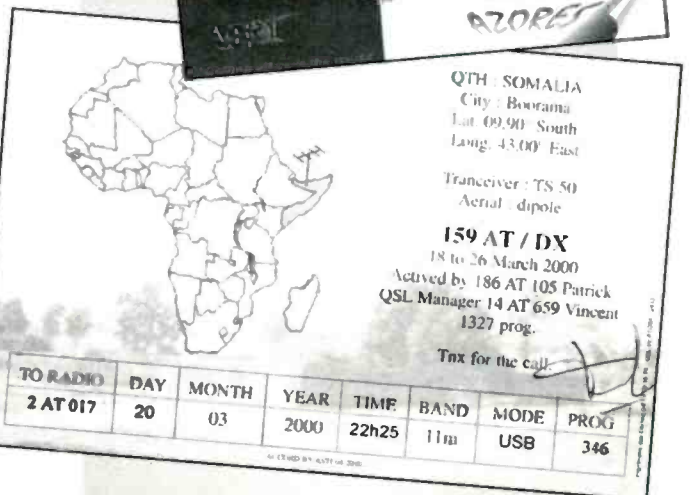 AZORES
QTH : SOMALIA
City : Boorama
Lat. 09,90° South
Long. 43,00° East
Tranceiver : TS 50
Aerial : dipole
159 AT / DX
18 to 26 March 2000
Actived by 186 AT 105 Patrick
QSL Manager 14 AT 659 Vincent
1327 prog.
Tnx for the call.
TO RADIO DAY MONTH YEAR TIME BAND MODE PROG
2 AT 017 20 03 2000 22h25 11m USB 346